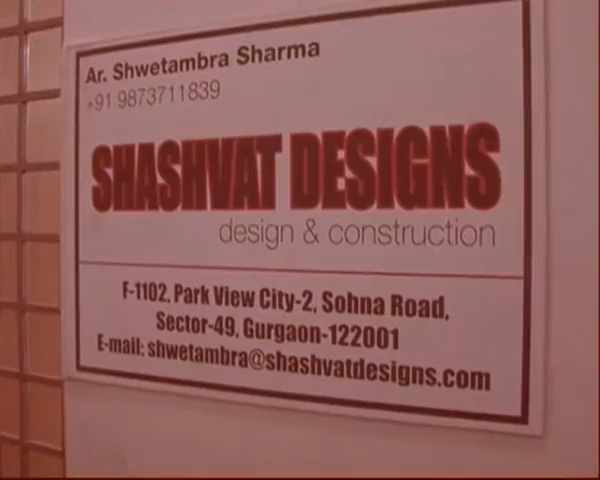 Ar. Shwetambra Sharma
+91 9873711839
SHASHVAT DESIGNS
design & construction
F-1102, Park View City-2, Sohna Road,
Sector-49, Gurgaon-122001
E-mail: shwetambra@shashvatdesigns.com